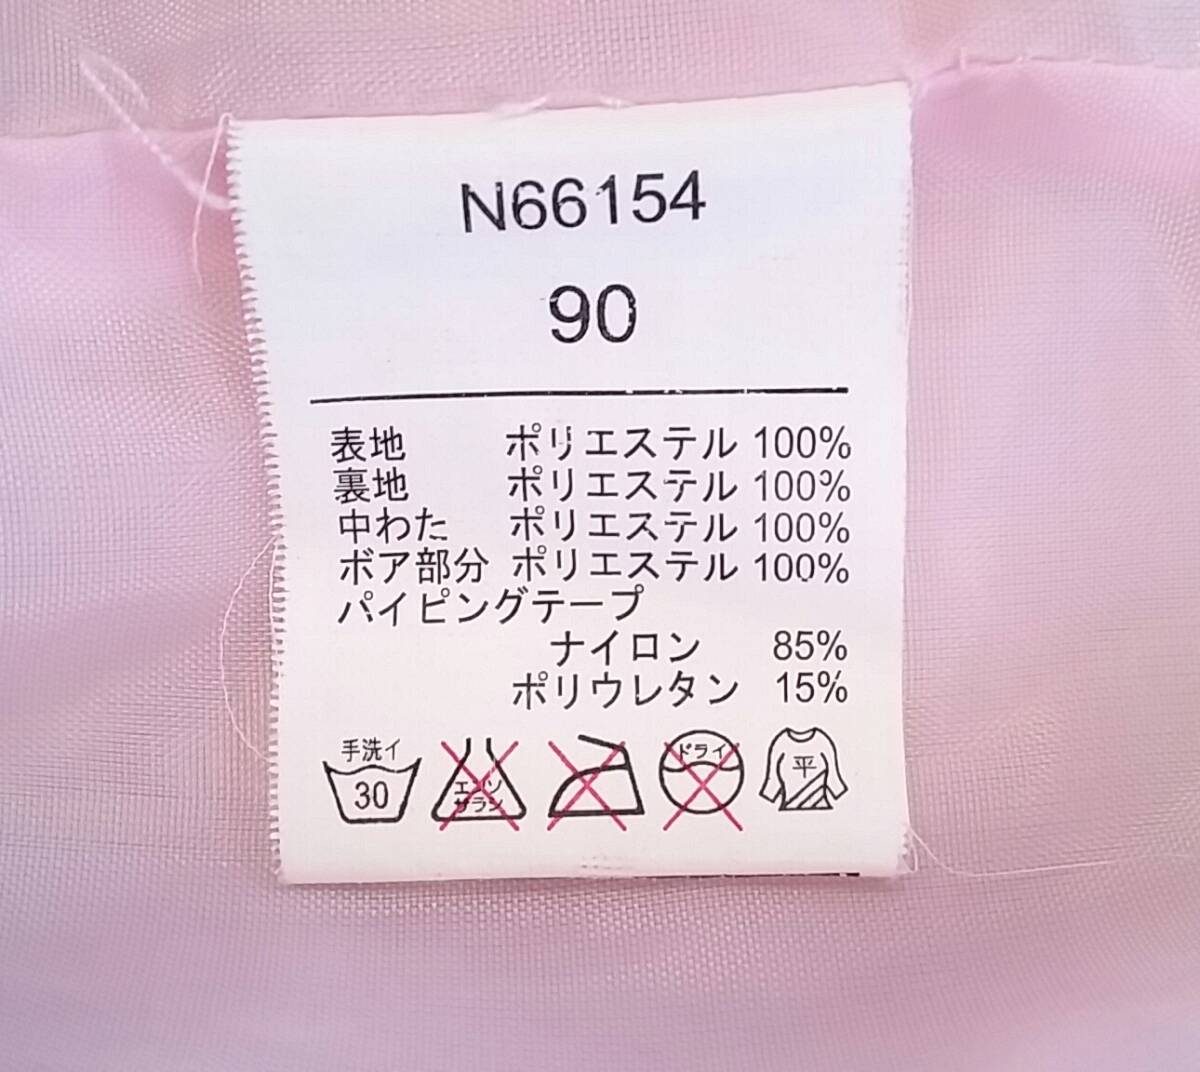 N66154
90
表地 ポリエステル 100%
裏地 ポリエステル 100%
中わた ポリエステル 100%
ボア部分 ポリエステル 100%
パイピングテープ
ナイロン 85%
ポリウレタン 15%
手洗イ
30
エンソ
サラシ
ドライ
平